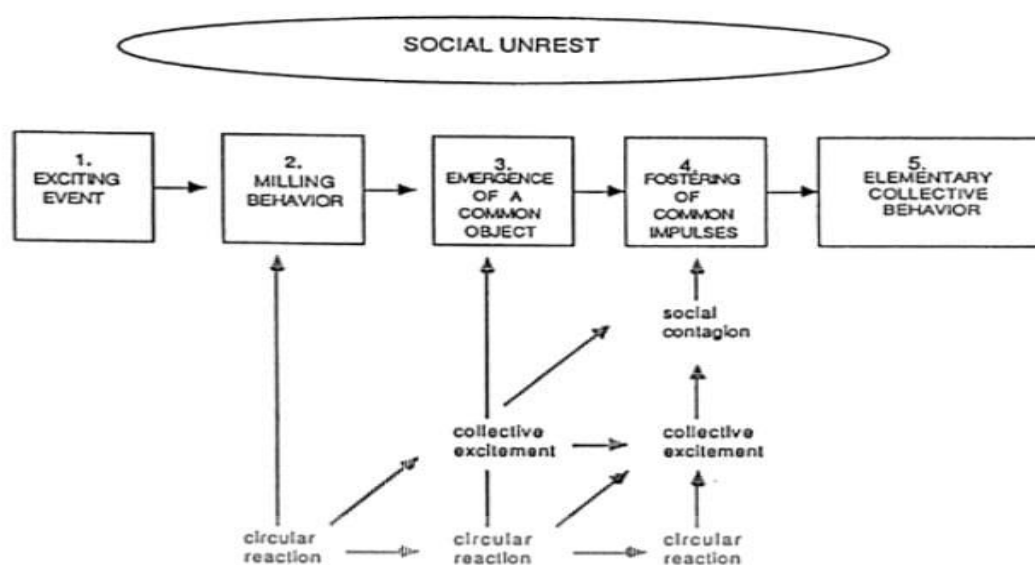 SOCIAL UNREST
1.
EXCITING
EVENT
2.
MILLING
BEHAVIOR
3.
EMERGENCE
OF A
COMMON
OBJECT
4.
FOSTERING
OF
COMMON
IMPULSES
5.
ELEMENTARY
COLLECTIVE
BEHAVIOR
social
contagion
collective
excitement
collective
excitement
circular
reaction
circular
reaction
circular
reaction